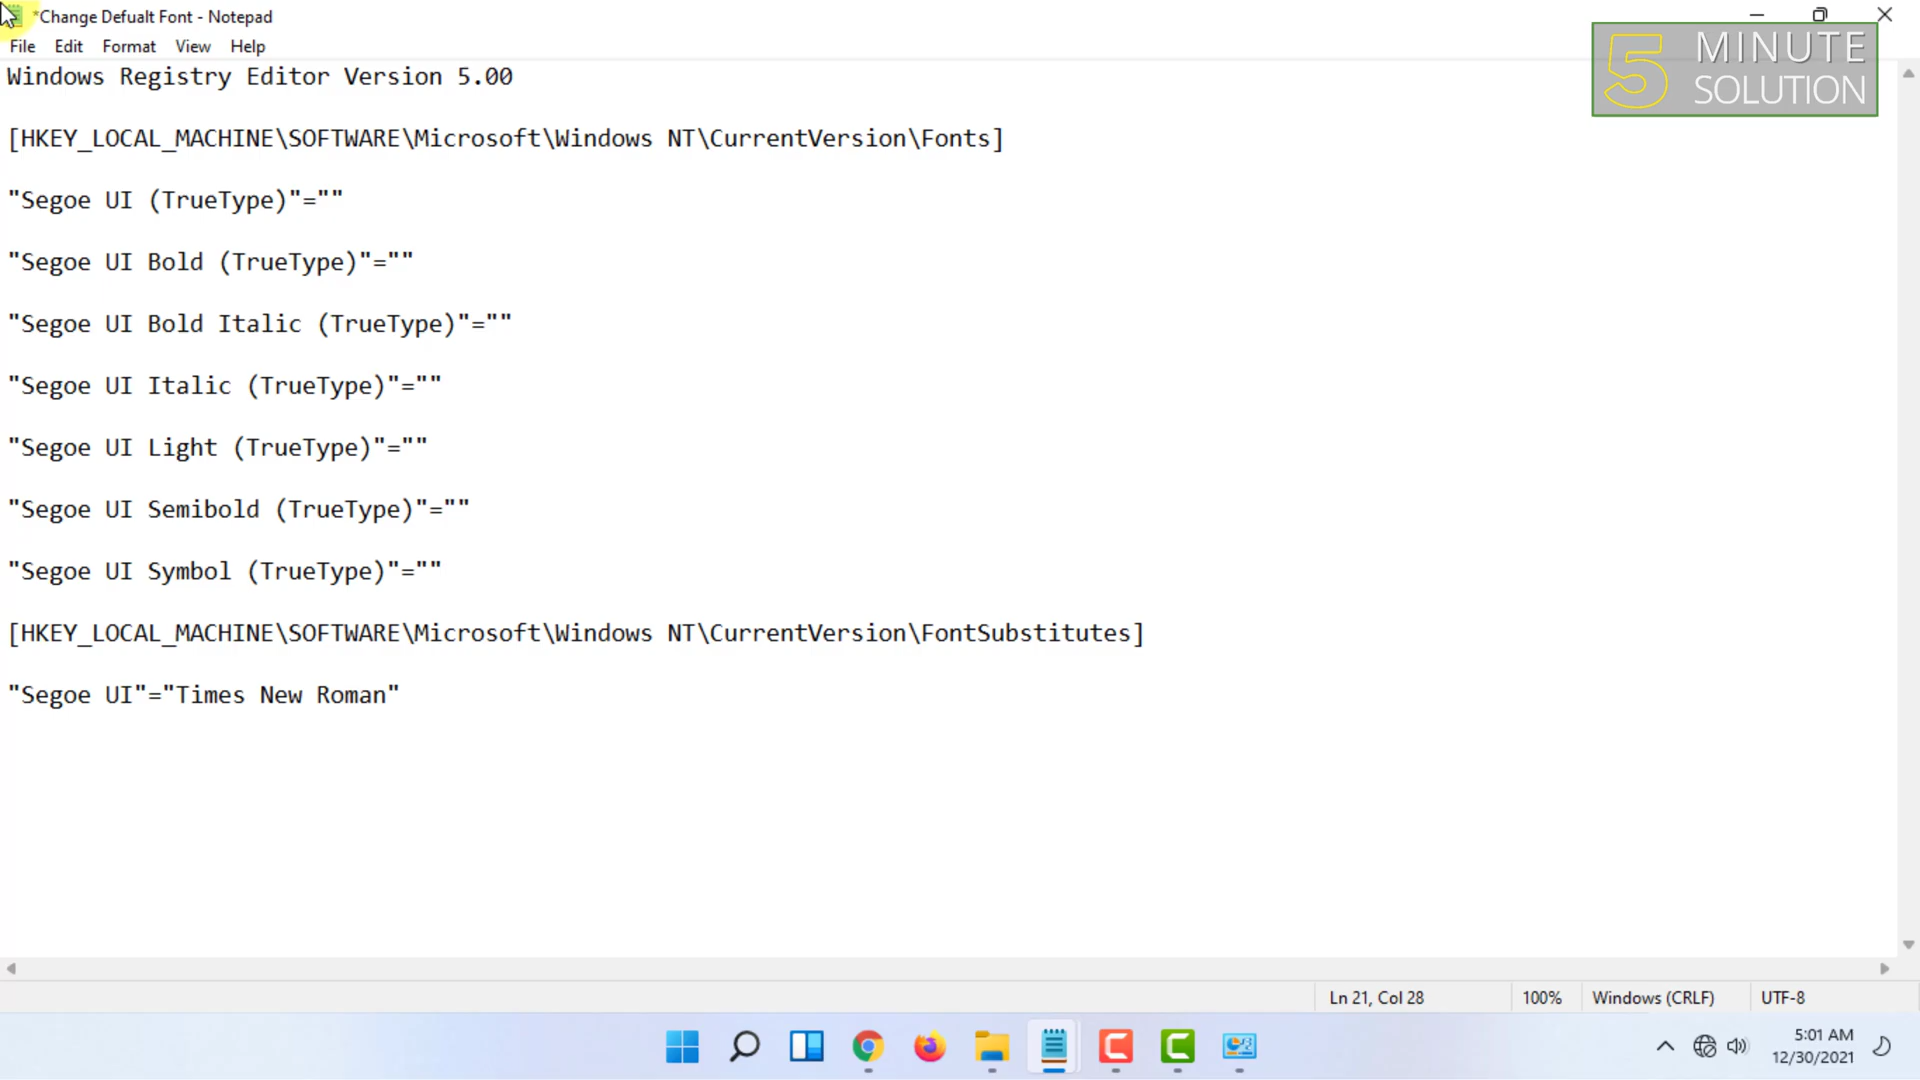 *Change Defualt Font - Notepad
File Edit Format View Help
5 MINUTE
SOLUTION
Windows Registry Editor Version 5.00
[HKEY_LOCAL_MACHINE\SOFTWARE\Microsoft\Windows NT\CurrentVersion\Fonts]
"Segoe UI (TrueType)"=""
"Segoe UI Bold (TrueType)"=""
"Segoe UI Bold Italic (TrueType)"=""
"Segoe UI Italic (TrueType)"=""
"Segoe UI Light (TrueType)"=""
"Segoe UI Semibold (TrueType)"=""
"Segoe UI Symbol (TrueType)"=""
[HKEY_LOCAL_MACHINE\SOFTWARE\Microsoft\Windows NT\CurrentVersion\FontSubstitutes]
"Segoe UI"="Times New Roman"
Ln 21, Col 28 100% Windows (CRLF) UTF-8
5:01 AM
12/30/2021